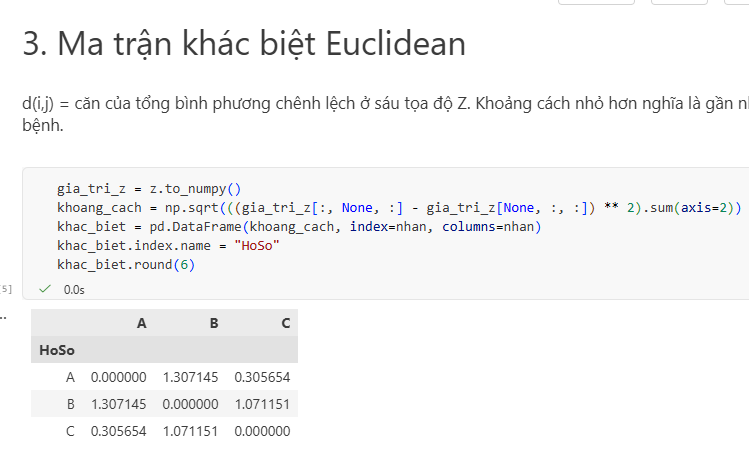 3. Ma trận khác biệt Euclidean
d(i,j) = căn của tổng bình phương chênh lệch ở sáu tọa độ Z. Khoảng cách nhỏ hơn nghĩa là gần
bệnh.
gia_tri_z = z.to_numpy()
khoang_cach = np.sqrt(((gia_tri_z[:, None, :] - gia_tri_z[None, :, :]) ** 2).sum(axis=2))
khac_biet = pd.DataFrame(khoang_cach, index=nhan, columns=nhan)
khac_biet.index.name = "HoSo"
khac_biet.round(6)
5] 0.0s
..
A B C
HoSo
A 0.000000 1.307145 0.305654
B 1.307145 0.000000 1.071151
C 0.305654 1.071151 0.000000